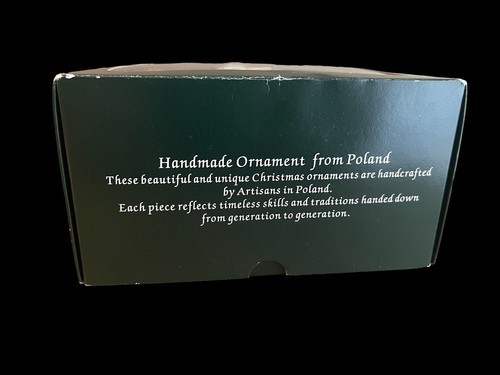 Handmade Ornament from Poland
These beautiful and unique Christmas ornaments are handcrafted
by Artisans in Poland.
Each piece reflects timeless skills and traditions handed down
from generation to generation.